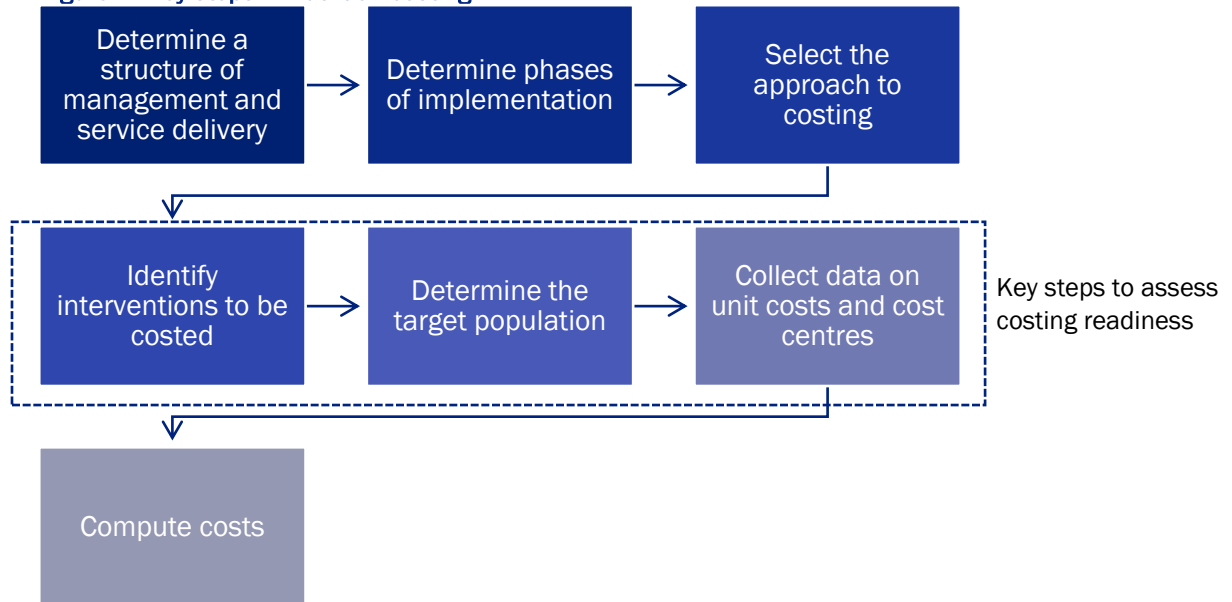 Determine a
structure of
management and
service delivery
Determine phases
of implementation
Select the
approach to
costing
Identify
interventions to be
costed
Determine the
target population
Collect data on
unit costs and cost
centres
Key steps to assess
costing readiness
Compute costs